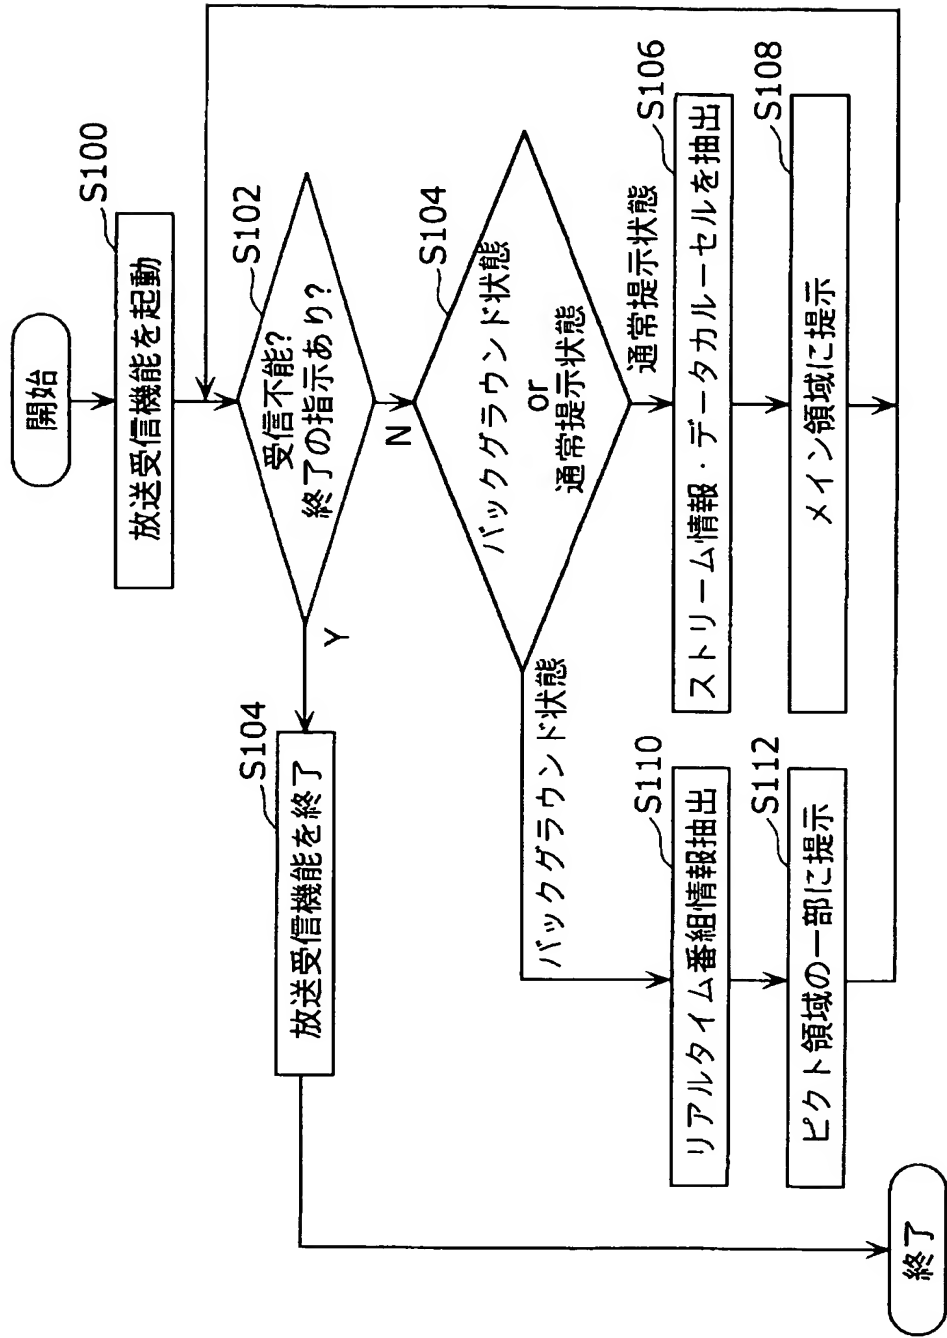 開始
S100
放送受信機能を起動
S102
受信不能?
終了の指示あり?
Y
N
S104
放送受信機能を終了
S104
バックグラウンド状態
or
通常提示状態
バックグラウンド状態
通常提示状態
S110
リアルタイム番組情報抽出
S106
ストリーム情報・データカルーセルを抽出
S112
ピクト領域の一部に提示
S108
メイン領域に提示
終了